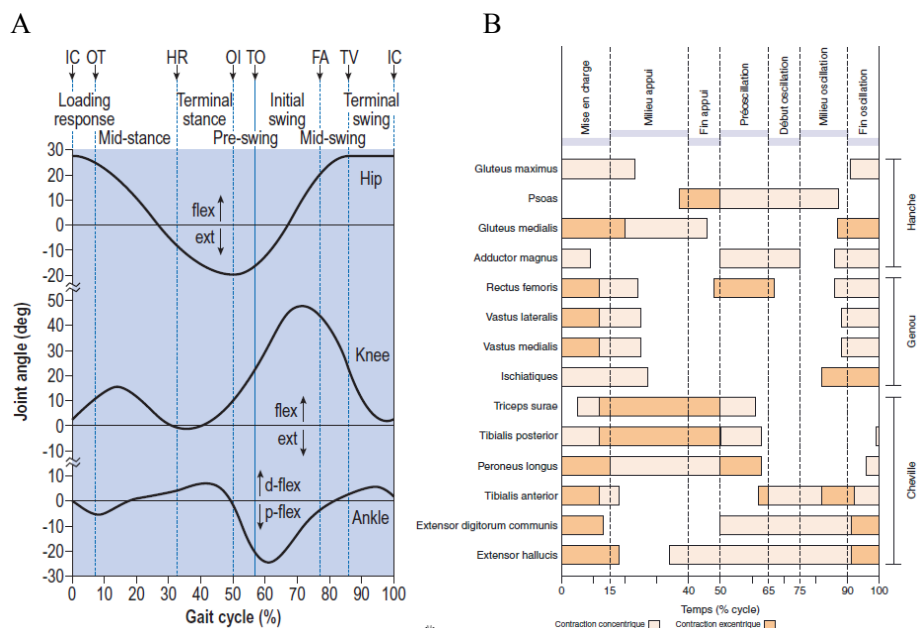 A
IC OT HR OI TO FA TV IC
Loading response
Terminal stance
Initial swing
Terminal swing
Mid-stance
Pre-swing
Mid-swing
30
20
10
0
-10
-20
Hip
flex
ext
50
40
30
20
10
0
-10
Knee
flex
ext
10
0
-10
-20
-30
d-flex
p-flex
Ankle
Joint angle (deg)
0 10 20 30 40 50 60 70 80 90 100
Gait cycle (%)
B
Mise en charge
Milieu appui
Fin appui
Préoscillation
Début oscillation
Milieu oscillation
Fin oscillation
Gluteus maximus
Psoas
Gluteus medialis
Adductor magnus
Rectus femoris
Vastus lateralis
Vastus medialis
Ischiatiques
Triceps surae
Tibialis posterior
Peroneus longus
Tibialis anterior
Extensor digitorum communis
Extensor hallucis
Hanche
Genou
Cheville
0 15 40 50 65 75 90 100
Temps (% cycle)
Contraction concentrique
Contraction excentrique